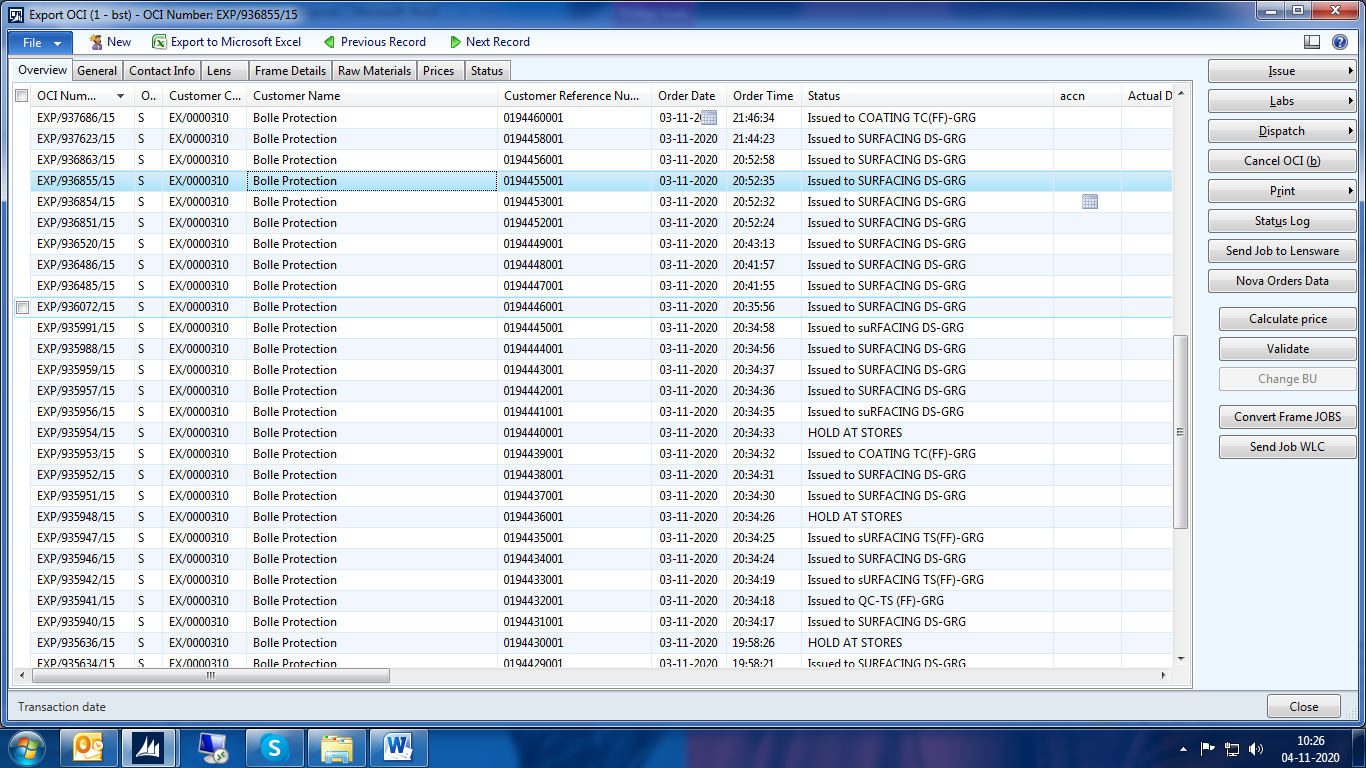 Export OCI (1 - bst) - OCI Number: EXP/936855/15
File New Export to Microsoft Excel Previous Record Next Record
Overview General Contact Info Lens Frame Details Raw Materials Prices Status
OCI Num... O.. Customer C... Customer Name Customer Reference Nu... Order Date Order Time Status accn Actual D
EXP/937686/15 S EX/0000310 Bolle Protection 0194460001 03-11-2 21:46:34 Issued to COATING TC(FF)-GRG
EXP/937623/15 S EX/0000310 Bolle Protection 0194458001 03-11-2020 21:44:23 Issued to SURFACING DS-GRG
EXP/936863/15 S EX/0000310 Bolle Protection 0194456001 03-11-2020 20:52:58 Issued to SURFACING DS-GRG
EXP/936855/15 S EX/0000310 Bolle Protection 0194455001 03-11-2020 20:52:35 Issued to SURFACING DS-GRG
EXP/936854/15 S EX/0000310 Bolle Protection 0194453001 03-11-2020 20:52:32 Issued to SURFACING DS-GRG
EXP/936851/15 S EX/0000310 Bolle Protection 0194452001 03-11-2020 20:52:24 Issued to SURFACING DS-GRG
EXP/936520/15 S EX/0000310 Bolle Protection 0194449001 03-11-2020 20:43:13 Issued to SURFACING DS-GRG
EXP/936486/15 S EX/0000310 Bolle Protection 0194448001 03-11-2020 20:41:57 Issued to SURFACING DS-GRG
EXP/936485/15 S EX/0000310 Bolle Protection 0194447001 03-11-2020 20:41:55 Issued to SURFACING DS-GRG
EXP/936072/15 S EX/0000310 Bolle Protection 0194446001 03-11-2020 20:35:56 Issued to SURFACING DS-GRG
EXP/935991/15 S EX/0000310 Bolle Protection 0194445001 03-11-2020 20:34:58 Issued to suRFACING DS-GRG
EXP/935988/15 S EX/0000310 Bolle Protection 0194444001 03-11-2020 20:34:56 Issued to SURFACING DS-GRG
EXP/935959/15 S EX/0000310 Bolle Protection 0194443001 03-11-2020 20:34:37 Issued to SURFACING DS-GRG
EXP/935957/15 S EX/0000310 Bolle Protection 0194442001 03-11-2020 20:34:36 Issued to SURFACING DS-GRG
EXP/935956/15 S EX/0000310 Bolle Protection 0194441001 03-11-2020 20:34:35 Issued to suRFACING DS-GRG
EXP/935954/15 S EX/0000310 Bolle Protection 0194440001 03-11-2020 20:34:33 HOLD AT STORES
EXP/935953/15 S EX/0000310 Bolle Protection 0194439001 03-11-2020 20:34:32 Issued to COATING TC(FF)-GRG
EXP/935952/15 S EX/0000310 Bolle Protection 0194438001 03-11-2020 20:34:31 Issued to SURFACING DS-GRG
EXP/935951/15 S EX/0000310 Bolle Protection 0194437001 03-11-2020 20:34:30 Issued to SURFACING DS-GRG
EXP/935948/15 S EX/0000310 Bolle Protection 0194436001 03-11-2020 20:34:26 HOLD AT STORES
EXP/935947/15 S EX/0000310 Bolle Protection 0194435001 03-11-2020 20:34:25 Issued to sURFACING TS(FF)-GRG
EXP/935946/15 S EX/0000310 Bolle Protection 0194434001 03-11-2020 20:34:24 Issued to SURFACING DS-GRG
EXP/935942/15 S EX/0000310 Bolle Protection 0194433001 03-11-2020 20:34:19 Issued to sURFACING TS(FF)-GRG
EXP/935941/15 S EX/0000310 Bolle Protection 0194432001 03-11-2020 20:34:18 Issued to QC-TS (FF)-GRG
EXP/935940/15 S EX/0000310 Bolle Protection 0194431001 03-11-2020 20:34:17 Issued to SURFACING DS-GRG
EXP/935636/15 S EX/0000310 Bolle Protection 0194430001 03-11-2020 19:58:26 HOLD AT STORES
EXP/935634/15 S EX/0000310 Bolle Protection 0194429001 03-11-2020 19:58:21 Issued to SURFACING DS-GRG
Issue
Labs
Dispatch
Cancel OCI (b)
Print
Status Log
Send Job to Lensware
Nova Orders Data
Calculate price
Validate
Change BU
Convert Frame JOBS
Send Job WLC
Transaction date Close
10:26
04-11-2020